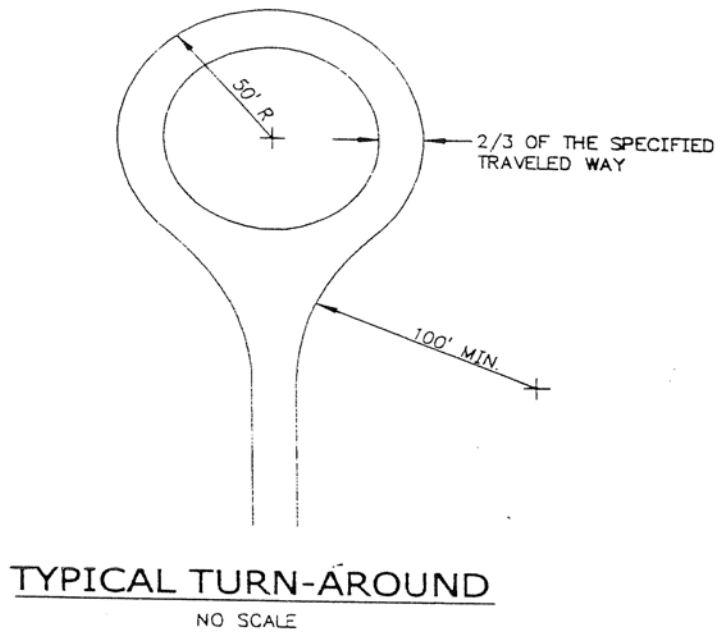 50' R
2/3 OF THE SPECIFIED
TRAVELED WAY
100' MIN.
TYPICAL TURN-AROUND
NO SCALE